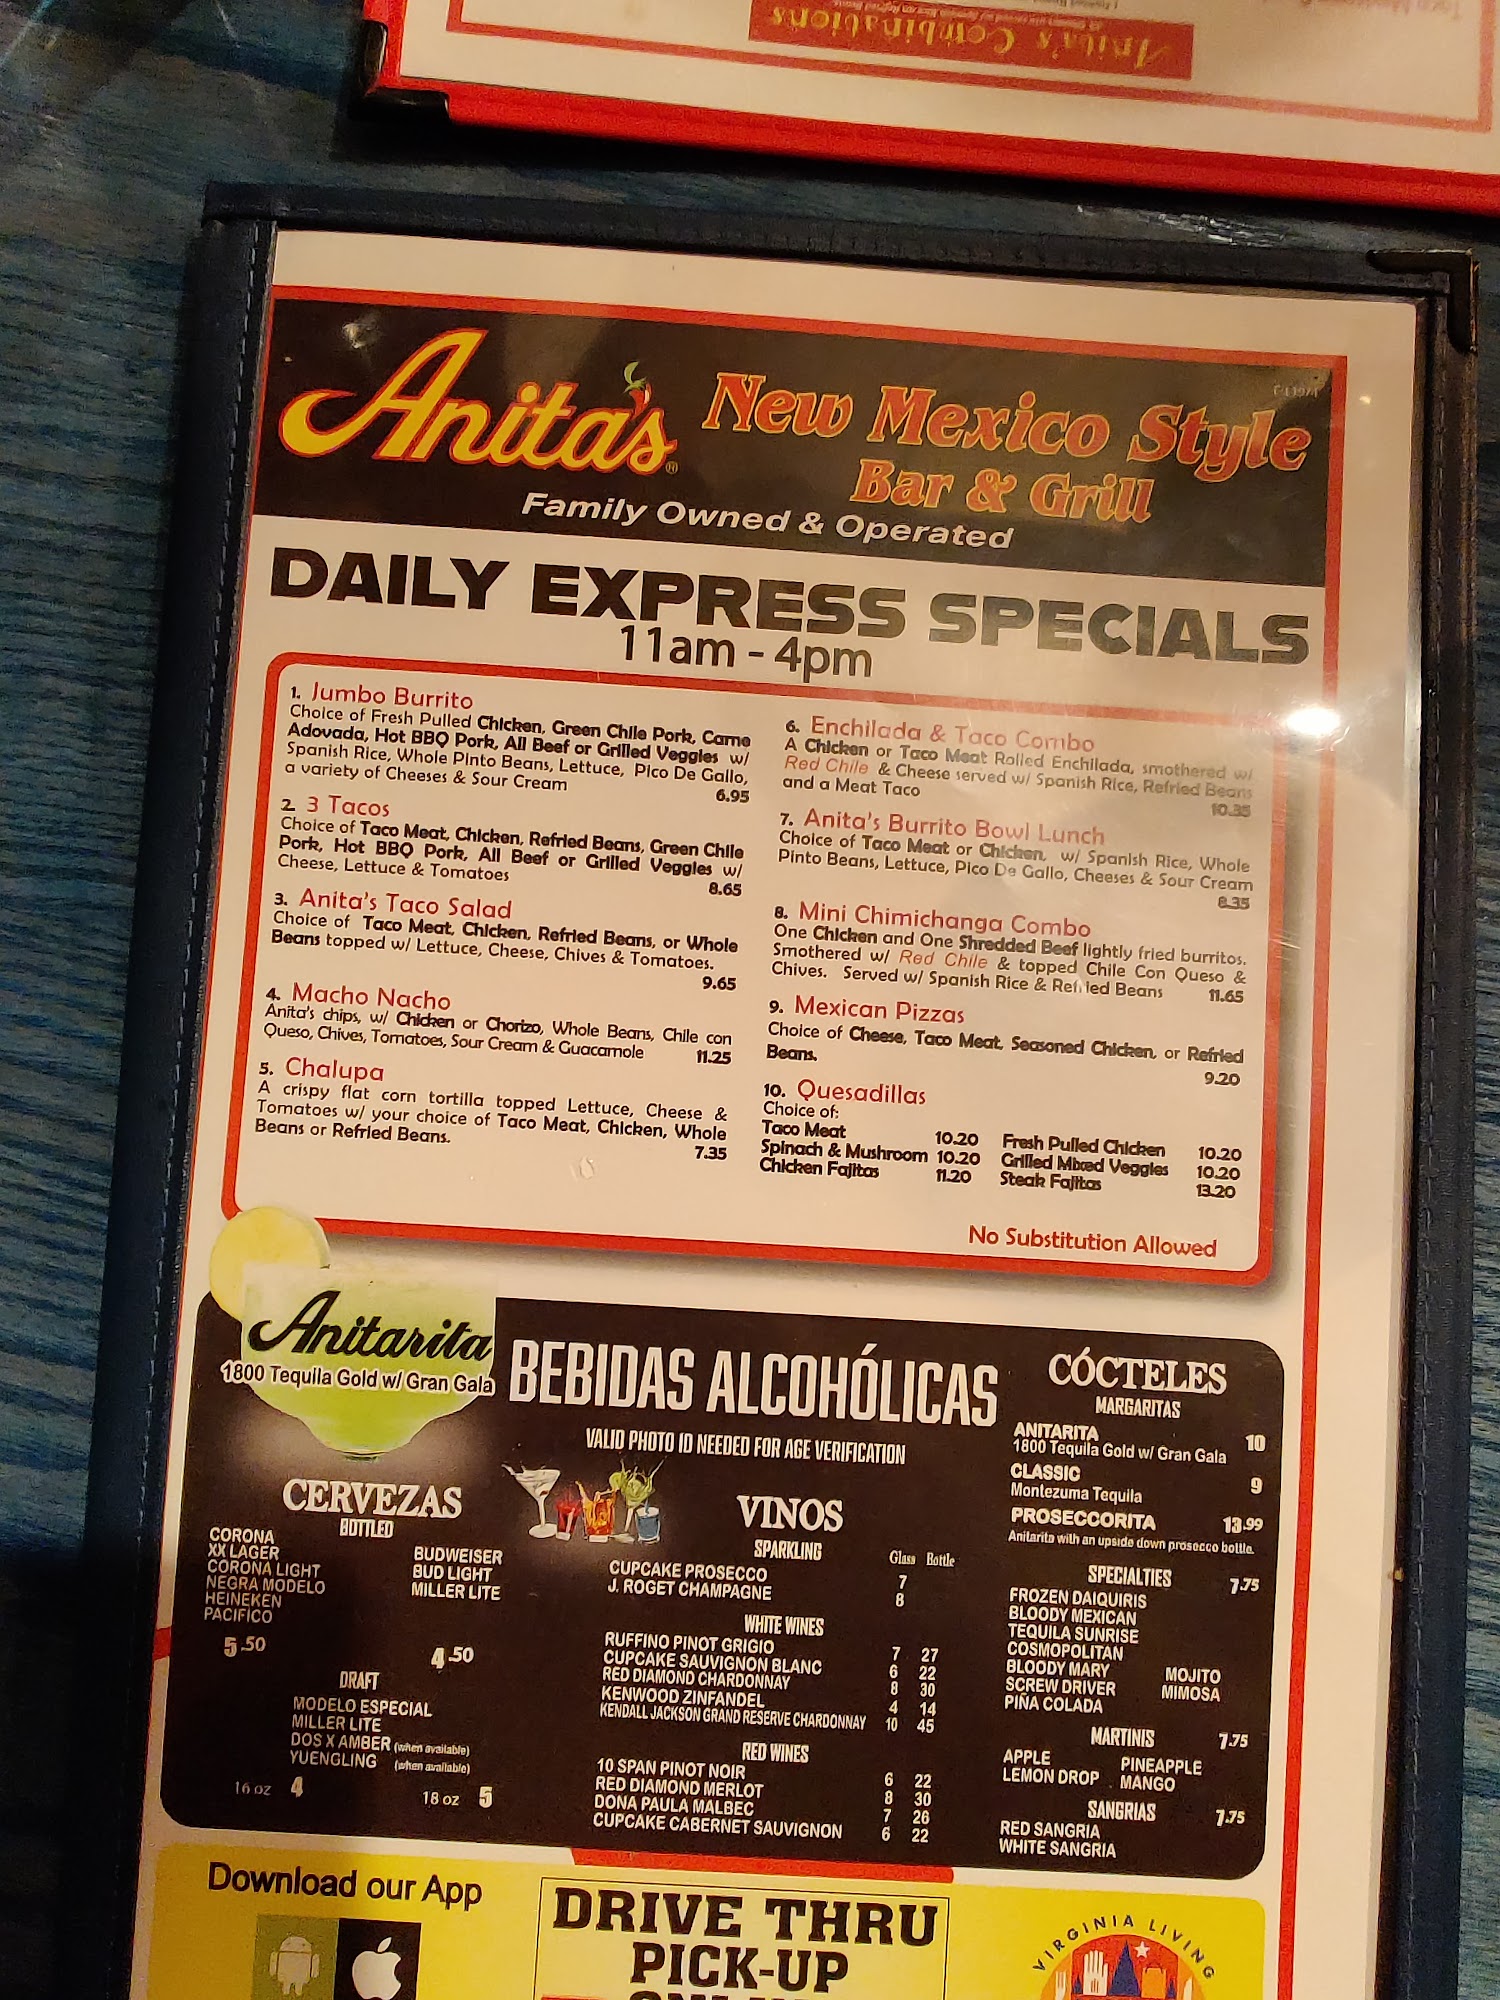 Anita's Combinations
Anita's®
New Mexico Style
Bar & Grill
Family Owned & Operated
DAILY EXPRESS SPECIALS
11am - 4pm
1. Jumbo Burrito
Choice of Fresh Pulled Chicken, Green Chile Pork, Carne
Adovada, Hot BBQ Pork, All Beef or Grilled Veggies w/
Spanish Rice, Whole Pinto Beans, Lettuce, Pico De Gallo,
a variety of Cheeses & Sour Cream
6.95
2. 3 Tacos
Choice of Taco Meat, Chicken, Refried Beans, Green Chile
Pork, Hot BBQ Pork, All Beef or Grilled Veggies w/
Cheese, Lettuce & Tomatoes
8.65
3. Anita's Taco Salad
Choice of Taco Meat, Chicken, Refried Beans, or Whole
Beans topped w/ Lettuce, Cheese, Chives & Tomatoes.
9.65
4. Macho Nacho
Anita's chips, w/ Chicken or Chorizo, Whole Beans, Chile con
Queso, Chives, Tomatoes, Sour Cream & Guacamole 11.25
5. Chalupa
A crispy flat corn tortilla topped Lettuce, Cheese &
Tomatoes w/ your choice of Taco Meat, Chicken, Whole
Beans or Refried Beans.
7.35
6. Enchilada & Taco Combo
A Chicken or Taco Meat Rolled Enchilada, smothered w/
Red Chile & Cheese served w/ Spanish Rice, Refried Beans
and a Meat Taco
10.35
7. Anita's Burrito Bowl Lunch
Choice of Taco Meat or Chicken, w/ Spanish Rice, Whole
Pinto Beans, Lettuce, Pico De Gallo, Cheeses & Sour Cream
8.35
8. Mini Chimichanga Combo
One Chicken and One Shredded Beef lightly fried burritos.
Smothered w/ Red Chile & topped Chile Con Queso &
Chives. Served w/ Spanish Rice & Refried Beans 11.65
9. Mexican Pizzas
Choice of Cheese, Taco Meat, Seasoned Chicken, or Refried
Beans.
9.20
10. Quesadillas
Choice of:
Taco Meat 10.20 Fresh Pulled Chicken 10.20
Spinach & Mushroom 10.20 Grilled Mixed Veggies 10.20
Chicken Fajitas 11.20 Steak Fajitas 13.20
No Substitution Allowed
Anitarita
1800 Tequila Gold w/ Gran Gala
BEBIDAS ALCOHÓLICAS
VALID PHOTO ID NEEDED FOR AGE VERIFICATION
CERVEZAS
BOTTLED
CORONA
XX LAGER
CORONA LIGHT
NEGRA MODELO
HEINEKEN
PACIFICO
5.50
BUDWEISER
BUD LIGHT
MILLER LITE
4.50
DRAFT
MODELO ESPECIAL
MILLER LITE
DOS X AMBER (when available)
YUENGLING (when available)
16 oz 4 18 oz 5
VINOS
SPARKLING Glass Bottle
CUPCAKE PROSECCO 7
J. ROGET CHAMPAGNE 8
WHITE WINES
RUFFINO PINOT GRIGIO 7 27
CUPCAKE SAUVIGNON BLANC 6 22
RED DIAMOND CHARDONNAY 8 30
KENWOOD ZINFANDEL 4 14
KENDALL JACKSON GRAND RESERVE CHARDONNAY 10 45
RED WINES
10 SPAN PINOT NOIR 6 22
RED DIAMOND MERLOT 8 30
DONA PAULA MALBEC 7 26
CUPCAKE CABERNET SAUVIGNON 6 22
CÓCTELES
MARGARITAS
ANITARITA 10
1800 Tequila Gold w/ Gran Gala
CLASSIC 9
Montezuma Tequila
PROSECCORITA 13.99
Anitarita with an upside down prosecco bottle.
SPECIALTIES 7.75
FROZEN DAIQUIRIS
BLOODY MEXICAN
TEQUILA SUNRISE
COSMOPOLITAN
BLOODY MARY MOJITO
SCREW DRIVER MIMOSA
PIÑA COLADA
MARTINIS 7.75
APPLE PINEAPPLE
LEMON DROP MANGO
SANGRIAS 7.75
RED SANGRIA
WHITE SANGRIA
Download our App
DRIVE THRU
PICK-UP
VIRGINIA LIVING